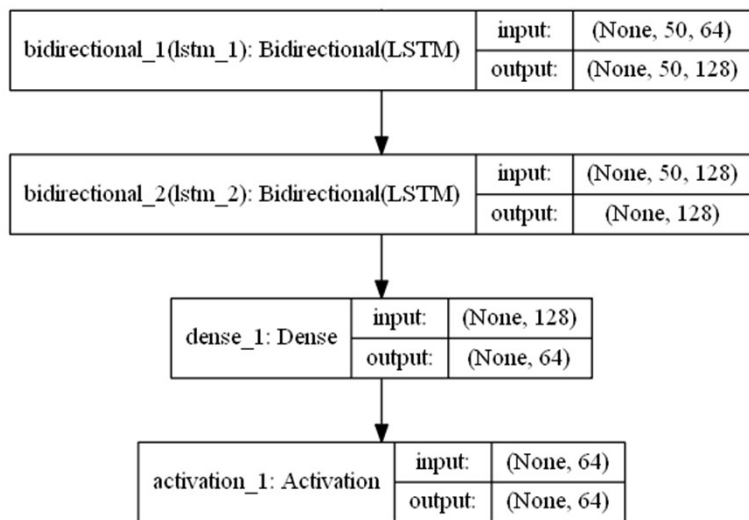 bidirectional_1(lstm_1): Bidirectional(LSTM)
input: (None, 50, 64)
output: (None, 50, 128)
bidirectional_2(lstm_2): Bidirectional(LSTM)
input: (None, 50, 128)
output: (None, 128)
dense_1: Dense
input: (None, 128)
output: (None, 64)
activation_1: Activation
input: (None, 64)
output: (None, 64)